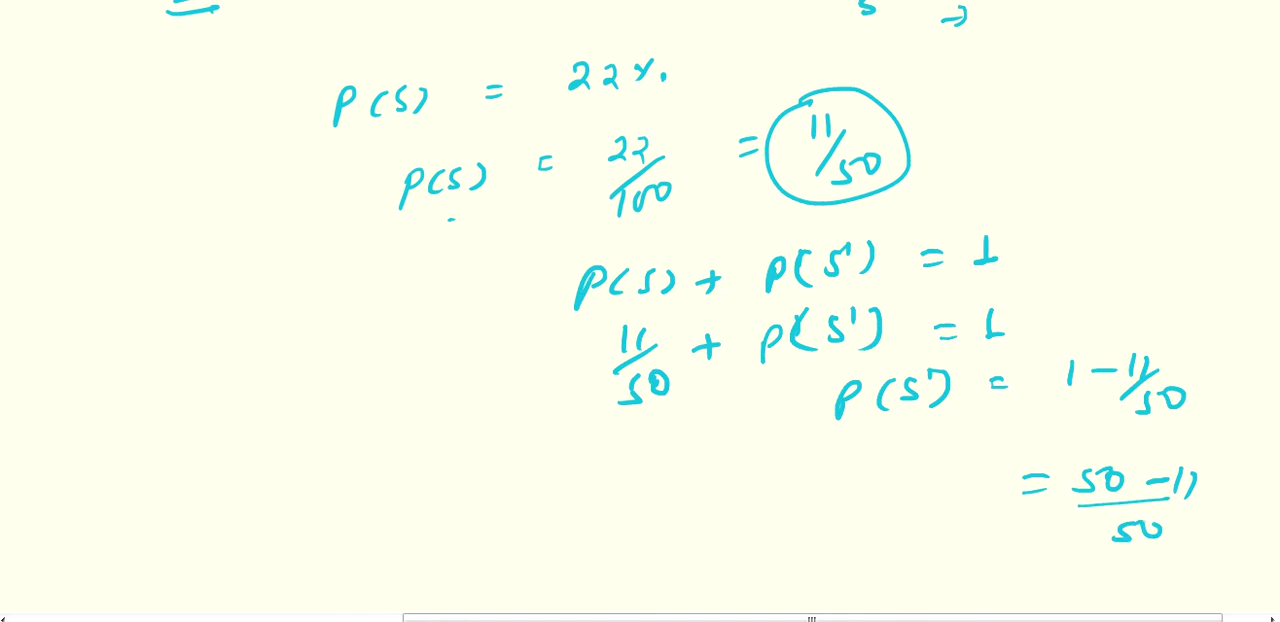 P(S) = 22%.
P(S) = 22/100 = 11/50
P(S) + P(S') = 1
11/50 + P(S') = 1
P(S') = 1 - 11/50
= 50 - 11 / 50